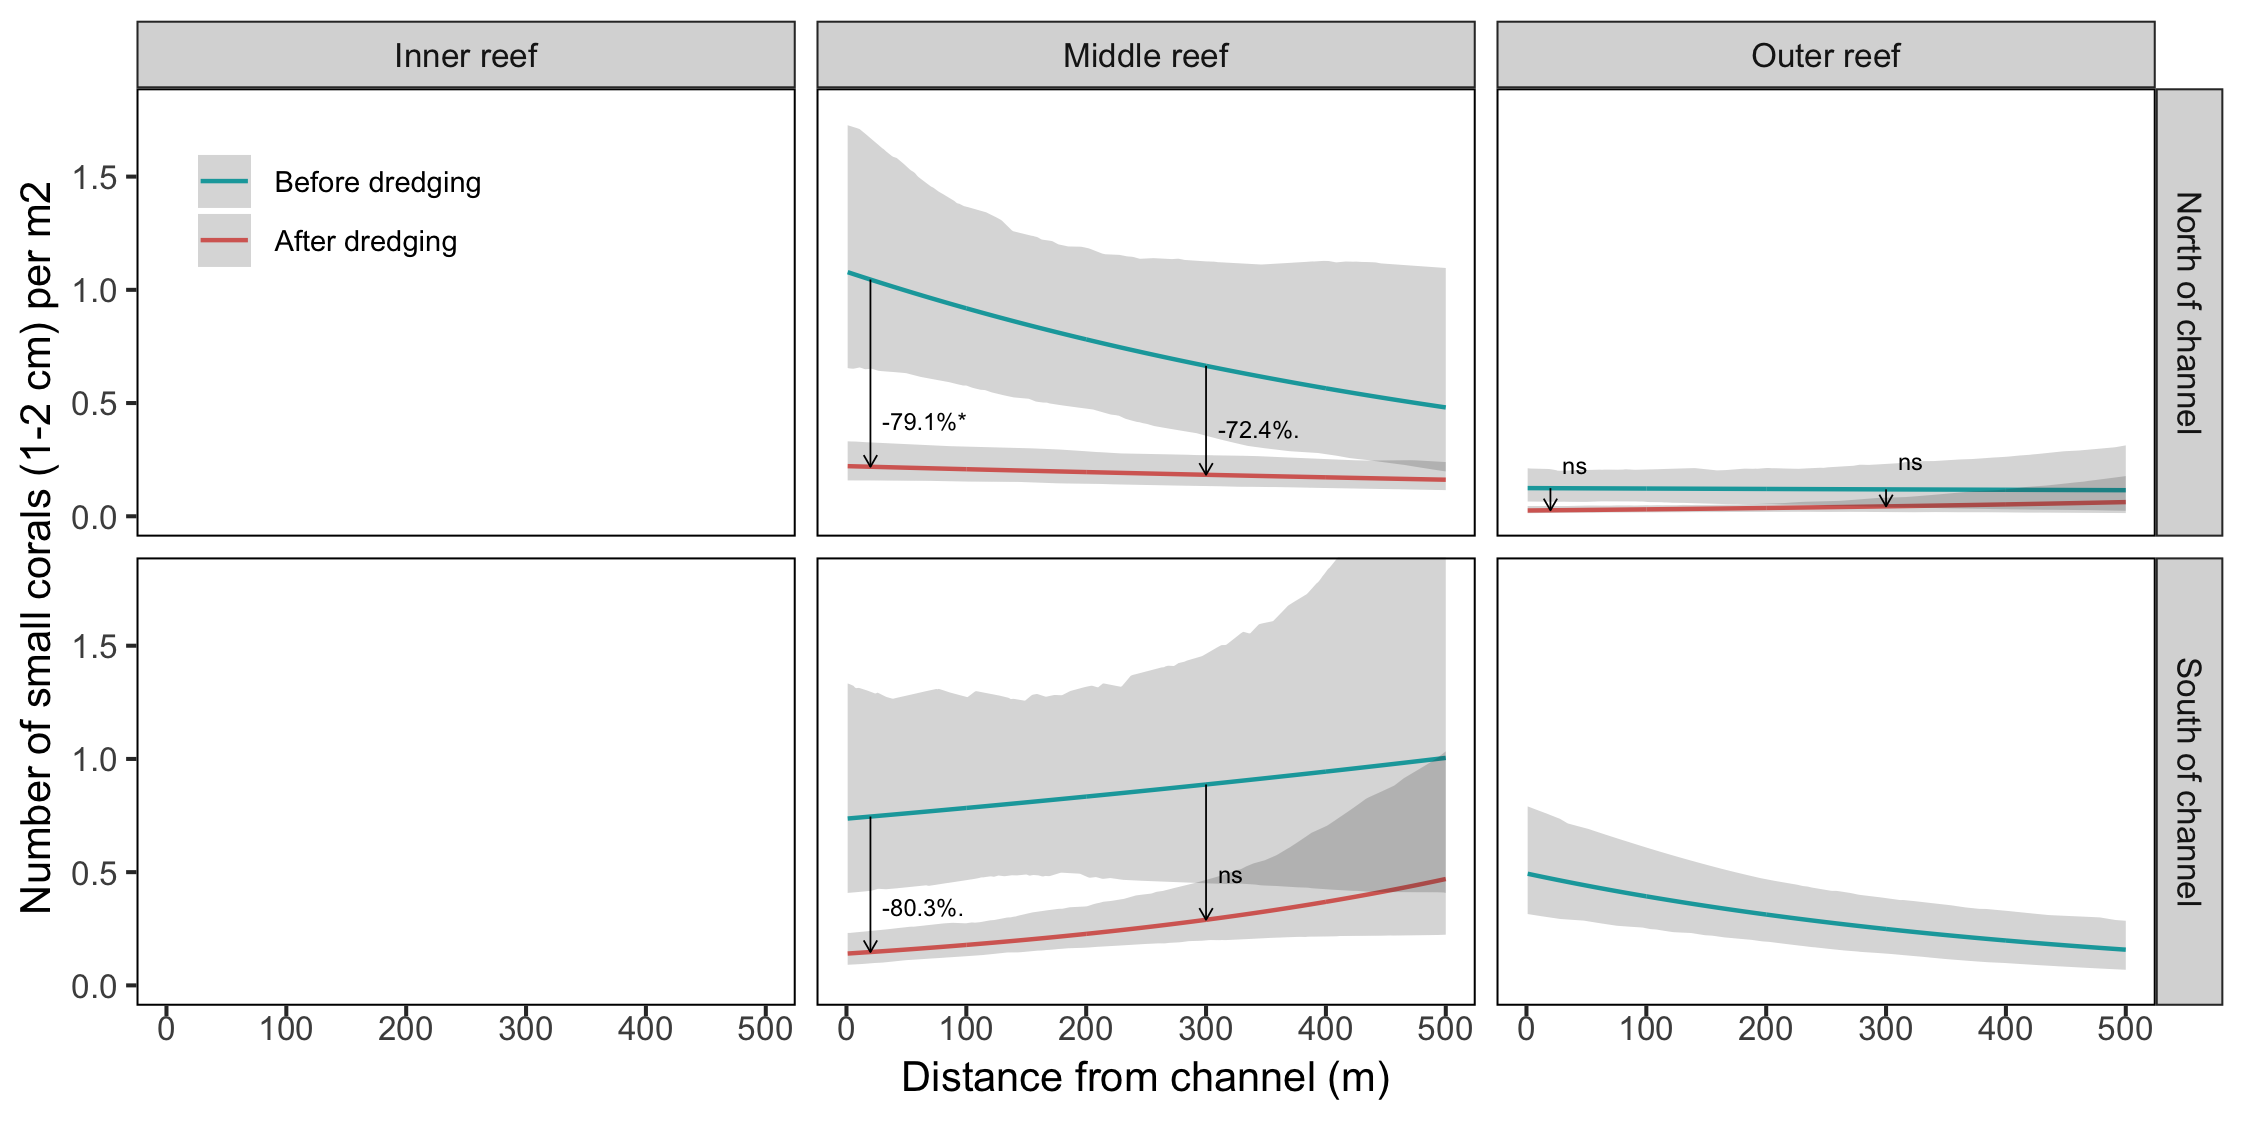 Inner reef
Middle reef
Outer reef
Number of small corals (1-2 cm) per m2
1.5
1.0
0.5
0.0
Before dredging
After dredging
-79.1%*
-72.4%.
ns
ns
North of channel
1.5
1.0
0.5
0.0
-80.3%.
ns
South of channel
0 100 200 300 400 500
0 100 200 300 400 500
0 100 200 300 400 500
Distance from channel (m)